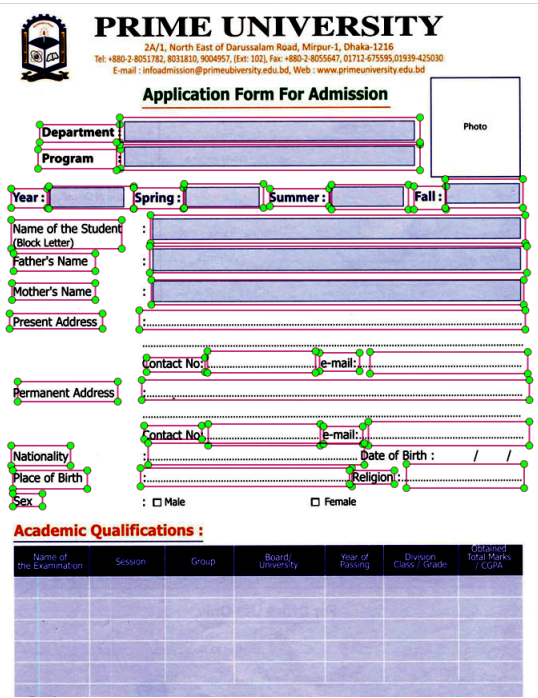 PRIME UNIVERSITY
2A/1, North East of Darussalam Road, Mirpur-1, Dhaka-1216
Tel: +880-2-8051782, 8031810, 9004957, (Ext: 102), Fax: +880-2-8055647, 01712-675595,01939-425030
E-mail : infoadmission@primeubiversity.edu.bd, Web : www.primeuniversity.edu.bd
Application Form For Admission
Photo
Department :
Program :
Year : Spring : Summer : Fall :
Name of the Student :
(Block Letter)
Father's Name :
Mother's Name :
Present Address :
Contact No: e-mail:
Permanent Address :
Contact No: e-mail:
Nationality : Date of Birth : / /
Place of Birth : Religion :
Sex : Male Female
Academic Qualifications :
Name of the Examination Session Group Board/ University Year of Passing Division Class / Grade Obtained Total Marks / CGPA